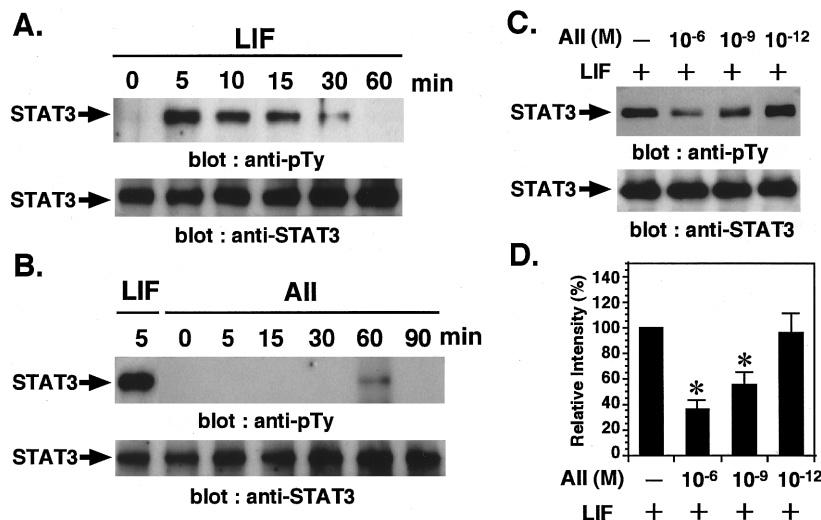 A.
LIF
0 5 10 15 30 60 min
STAT3
blot : anti-pTy
STAT3
blot : anti-STAT3
B.
LIF AII
5 0 5 15 30 60 90 min
STAT3
blot : anti-pTy
STAT3
blot : anti-STAT3
C.
AII (M) — 10-6 10-9 10-12
LIF + + + +
STAT3
blot : anti-pTy
STAT3
blot : anti-STAT3
D.
Relative Intensity (%)
140
120
100
80
60
40
20
0
* *
AII (M) — 10-6 10-9 10-12
LIF + + + +